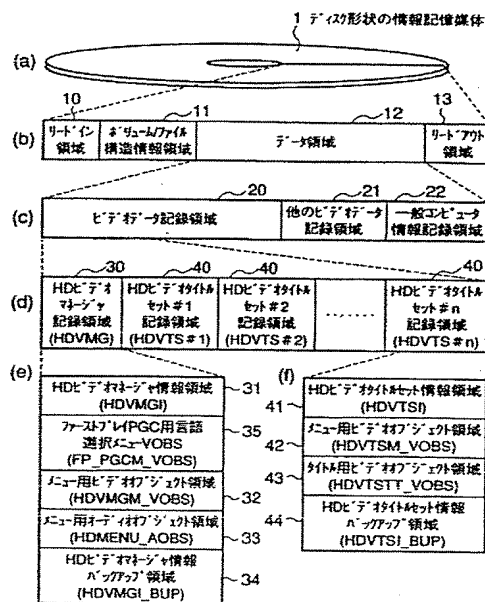 1 ディスク形状の情報記憶媒体
(a)
10 11 12 13
(b)
リードイン
領域
ボリューム/ファイル
構造情報領域
データ領域
リードアウト
領域
20 21 22
(c)
ビデオデータ記録領域
他のビデオデータ
記録領域
一般コンピュータ
情報記録領域
30 40 40 40
(d)
HDビデオ
マネージャ
記録領域
(HDVMG)
HDビデオタイトル
セット#1
記録領域
(HDVTS#1)
HDビデオタイトル
セット#2
記録領域
(HDVTS#2)
........
HDビデオタイトル
セット#n
記録領域
(HDVTS#n)
(e)
HDビデオマネージャ情報領域
(HDVMGI)
31
ファーストプレイPGC用言語
選択メニューVOBS
(FP_PGCM_VOBS)
35
メニュー用ビデオオブジェクト領域
(HDVMGM_VOBS)
32
メニュー用オーディオオブジェクト領域
(HDMENU_AOBS)
33
HDビデオマネージャ情報
バックアップ領域
(HDVMGI_BUP)
34
(f)
HDビデオタイトルセット情報領域
(HDVTSI)
41
メニュー用ビデオオブジェクト領域
(HDVTSM_VOBS)
42
タイトル用ビデオオブジェクト領域
(HDVTSTT_VOBS)
43
HDビデオタイトルセット情報
バックアップ領域
(HDVTSI_BUP)
44